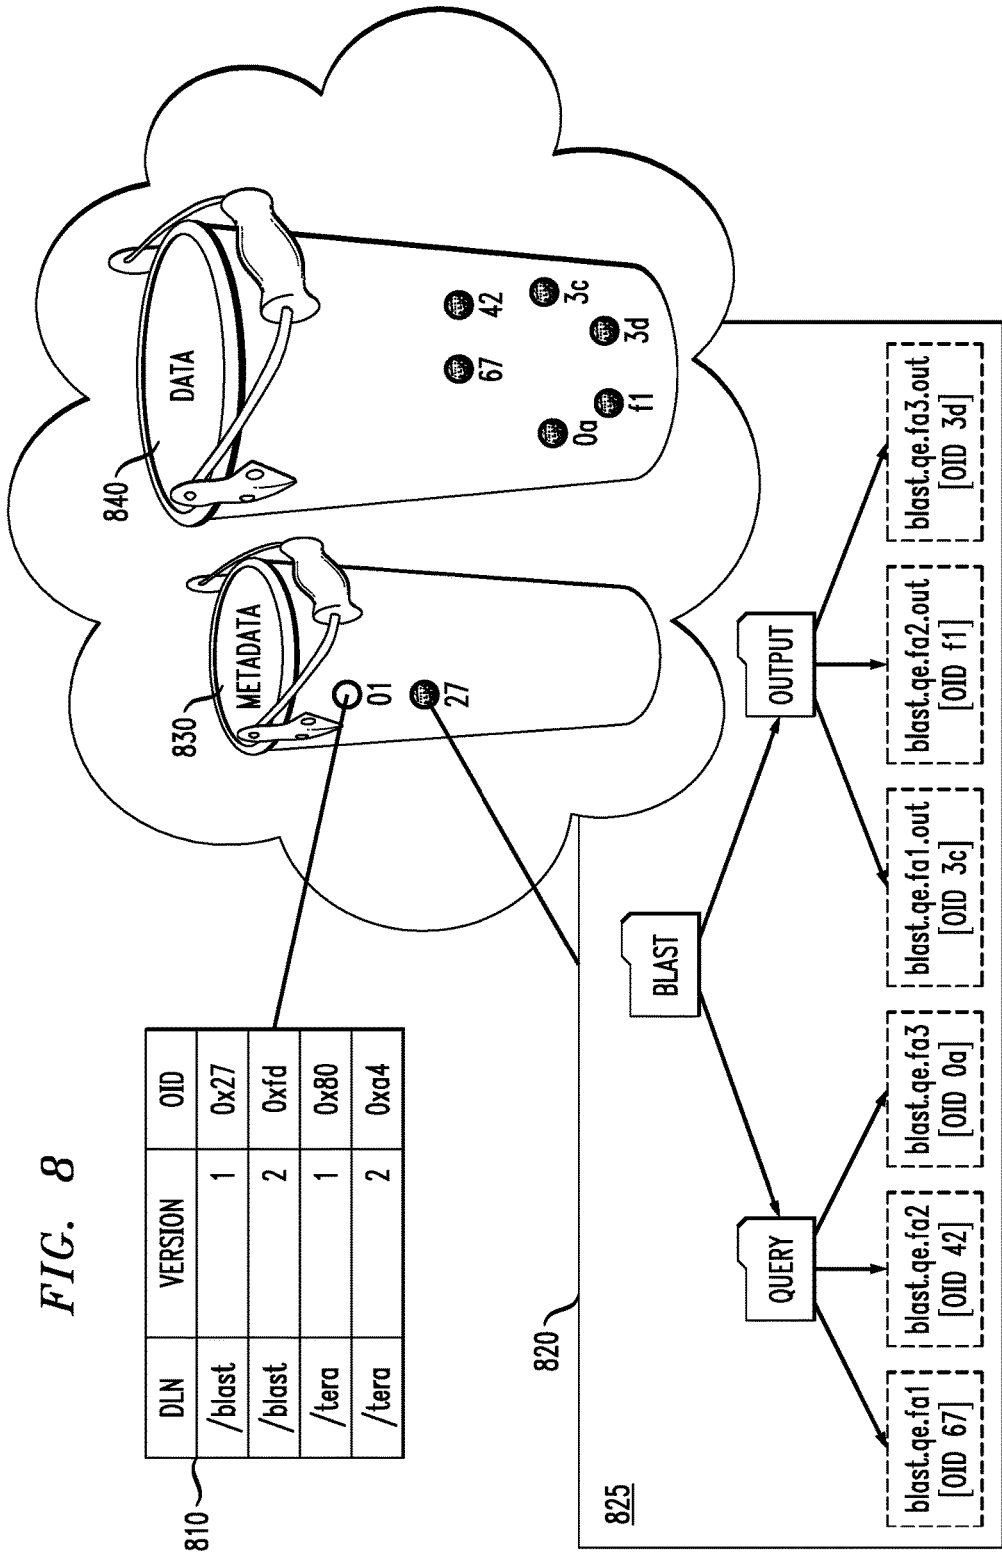 FIG. 8
810
DLN VERSION OID
/blast 1 0x27
/blast 2 0xfd
/tera 1 0x80
/tera 2 0xa4
830
METADATA
01
27
840
DATA
67
42
0a
f1
3d
3c
820
825
BLAST
QUERY
OUTPUT
blast.qe.fa1
[OID 67]
blast.qe.fa2
[OID 42]
blast.qe.fa3
[OID 0a]
blast.qe.fa1.out
[OID 3c]
blast.qe.fa2.out
[OID f1]
blast.qe.fa3.out
[OID 3d]